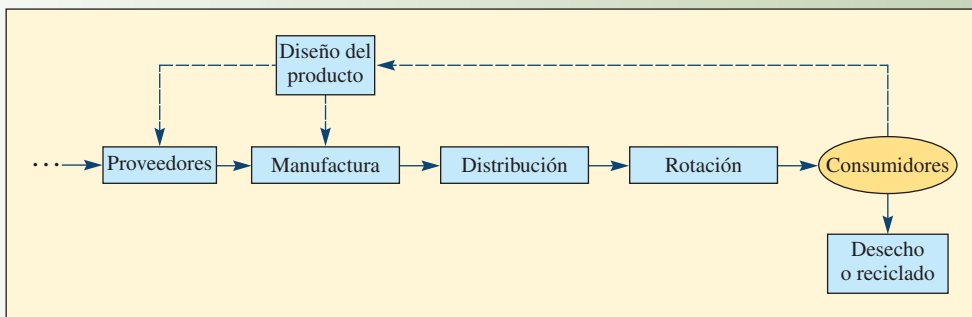 Diseño del
producto
··· Proveedores Manufactura Distribución Rotación Consumidores
Desecho
o reciclado